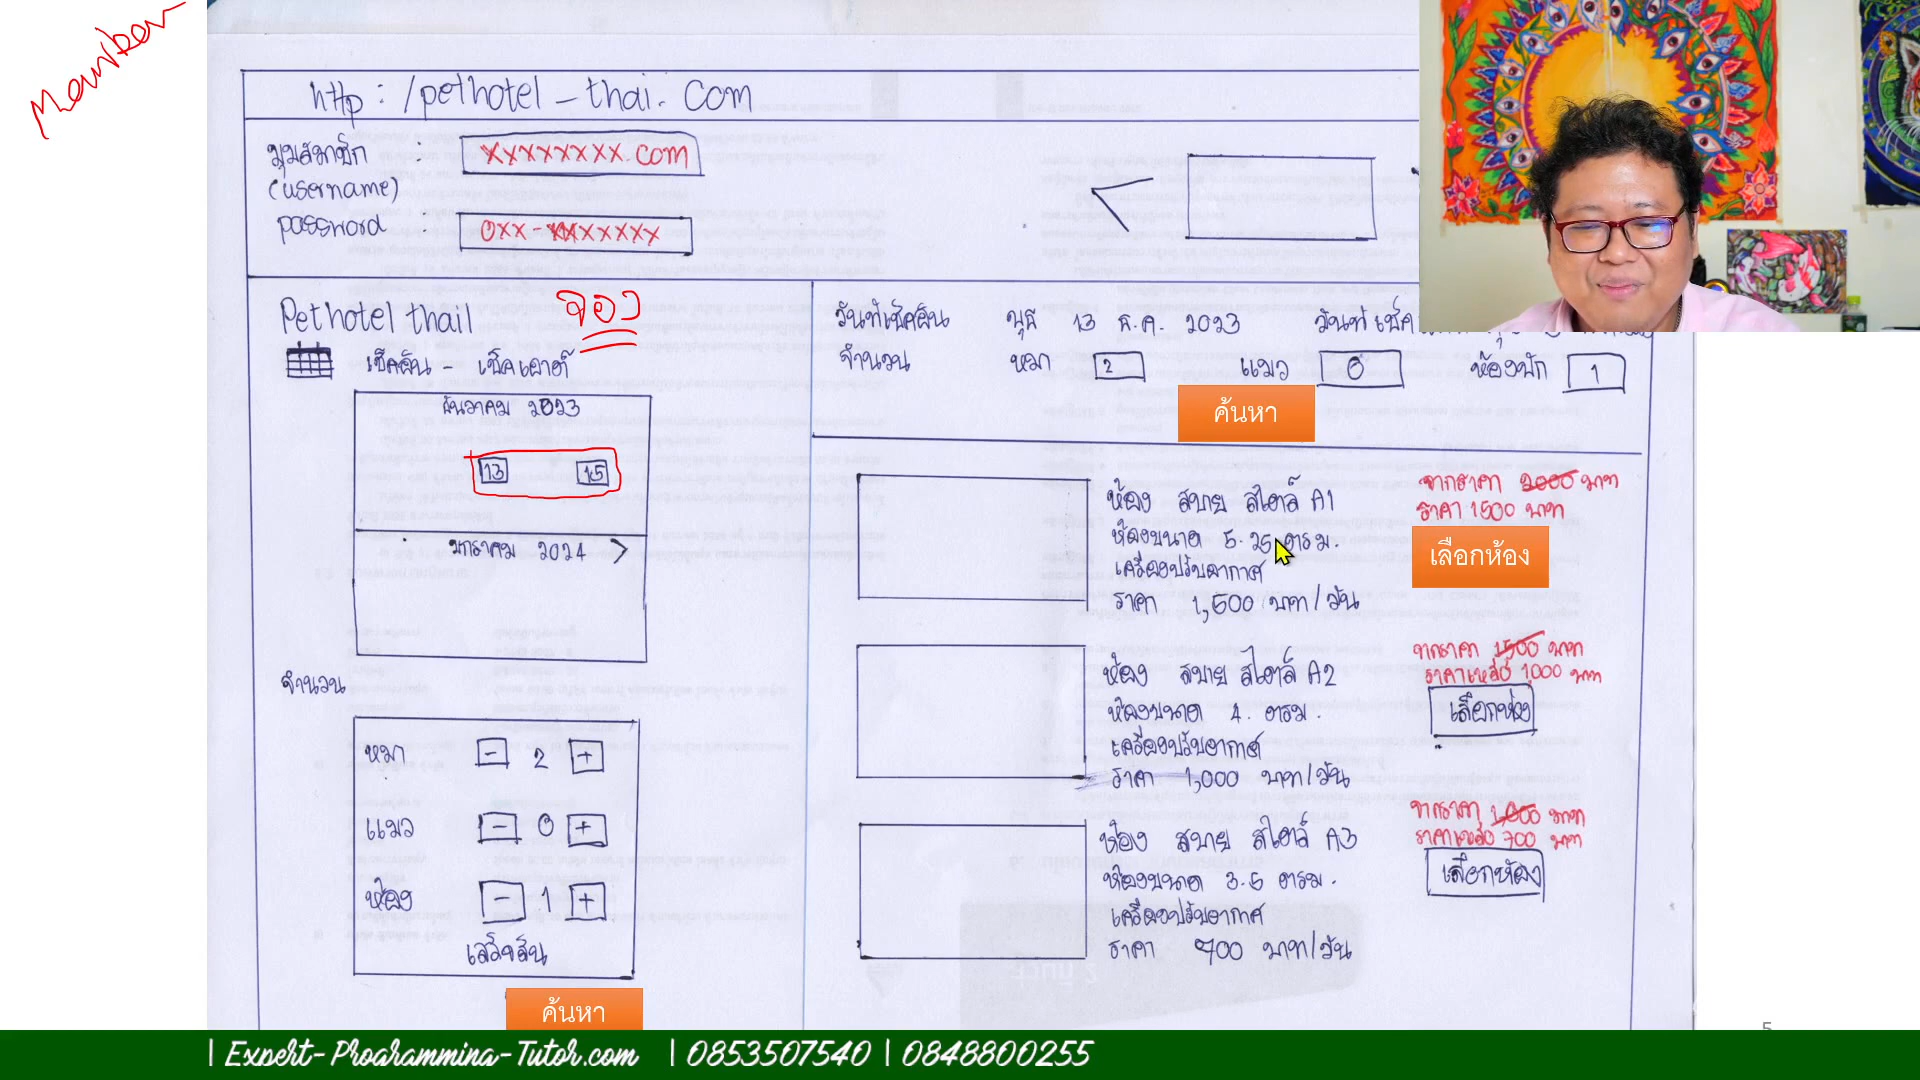 Member
http : /pethotel - thai. Com
มุมสมาชิก : xxxxxxxx.com
(username)
password : 0xx-xxxxxxx
Pet hotel thail จอง
เช็คอิน - เช็คเอาต์
ธันวาคม 2023
13 15
มกราคม 2024 >
จำนวน
หมา - 2 +
แมว - 0 +
ห้อง - 1 +
เสร็จสิ้น
ค้นหา
วันที่เช็คอิน พุธ 13 ธ.ค. 2023 วันที่ เช็ค
จำนวน หมา 2 แมว 0 ห้องพัก 1
ค้นหา
ห้อง สบาย สไตล์ A1
ห้องขนาด 5.25 ตรม.
เครื่องปรับอากาศ
ราคา 1,500 บาท/วัน
จากราคา 2000 บาท
ราคา 1500 บาท
เลือกห้อง
ห้อง สบาย สไตล์ A2
ห้องขนาด 4. ตรม.
เครื่องปรับอากาศ
ราคา 1,000 บาท/วัน
จากราคา 1500 บาท
ราคาเหลือ 1,000 บาท
เลือกห้อง
ห้อง สบาย สไตล์ A3
ห้องขนาด 3.5 ตรม.
เครื่องปรับอากาศ
ราคา 700 บาท/วัน
จากราคา 1,000 บาท
ราคาเหลือ 700 บาท
เลือกห้อง
5
| Expert-Programming-Tutor.com | 0853507540 | 0848800255